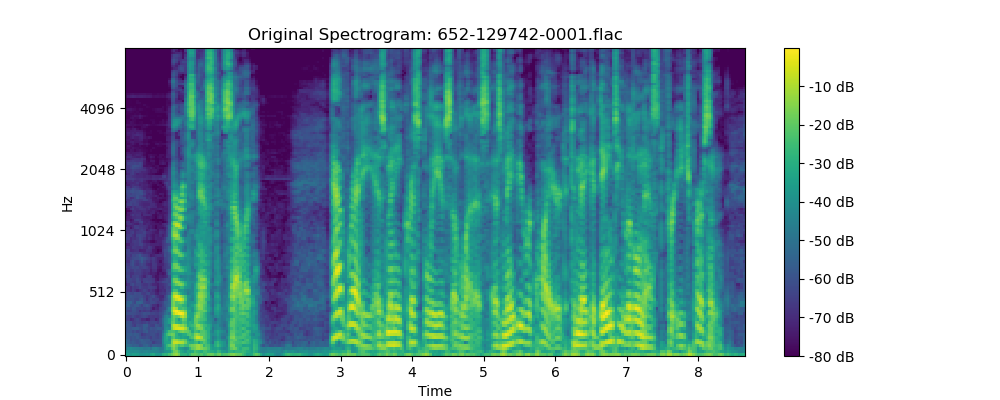 Original Spectrogram: 652-129742-0001.flac
Hz
4096
2048
1024
512
0
0 1 2 3 4 5 6 7 8
Time
-10 dB
-20 dB
-30 dB
-40 dB
-50 dB
-60 dB
-70 dB
-80 dB